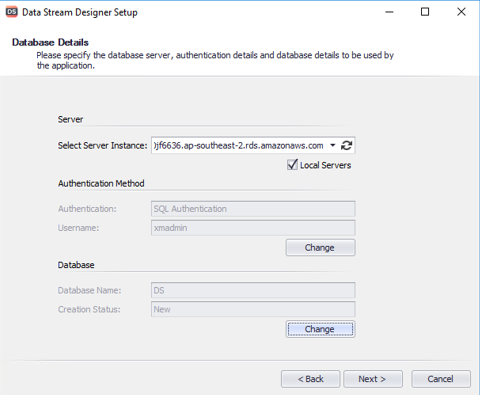 DS Data Stream Designer Setup
Database Details
Please specify the database server, authentication details and database details to be used by
the application.
Server
Select Server Instance: )jf6636.ap-southeast-2.rds.amazonaws.com
Local Servers
Authentication Method
Authentication: SQL Authentication
Username: xmadmin
Change
Database
Database Name: DS
Creation Status: New
Change
< Back Next > Cancel